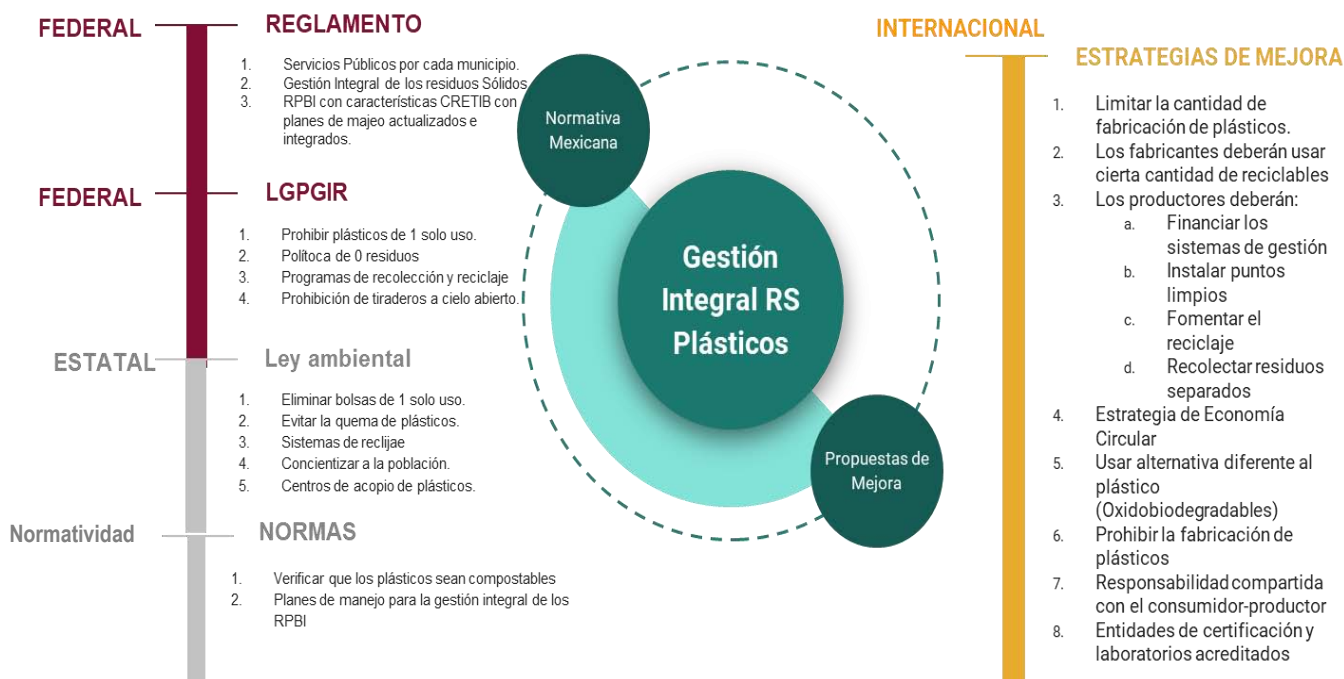 FEDERAL
REGLAMENTO
1. Servicios Públicos por cada municipio.
2. Gestión Integral de los residuos Sólidos
3. RPBI con características CRETIB con
planes de majeo actualizados e
integrados.
FEDERAL
LGPGIR
1. Prohibir plásticos de 1 solo uso.
2. Polítoca de 0 residuos
3. Programas de recolección y reciclaje
4. Prohibición de tiraderos a cielo abierto.
ESTATAL
Ley ambiental
1. Eliminar bolsas de 1 solo uso.
2. Evitar la quema de plásticos.
3. Sistemas de reclijae
4. Concientizar a la población.
5. Centros de acopio de plásticos.
Normatividad
NORMAS
1. Verificar que los plásticos sean compostables
2. Planes de manejo para la gestión integral de los
RPBI
Normativa
Mexicana
Gestión
Integral RS
Plásticos
Propuestas de
Mejora
INTERNACIONAL
ESTRATEGIAS DE MEJORA
1. Limitar la cantidad de
fabricación de plásticos.
2. Los fabricantes deberán usar
cierta cantidad de reciclables
3. Los productores deberán:
a. Financiar los
sistemas de gestión
b. Instalar puntos
limpios
c. Fomentar el
reciclaje
d. Recolectar residuos
separados
4. Estrategia de Economía
Circular
5. Usar alternativa diferente al
plástico
(Oxidobiodegradables)
6. Prohibir la fabricación de
plásticos
7. Responsabilidad compartida
con el consumidor-productor
8. Entidades de certificación y
laboratorios acreditados